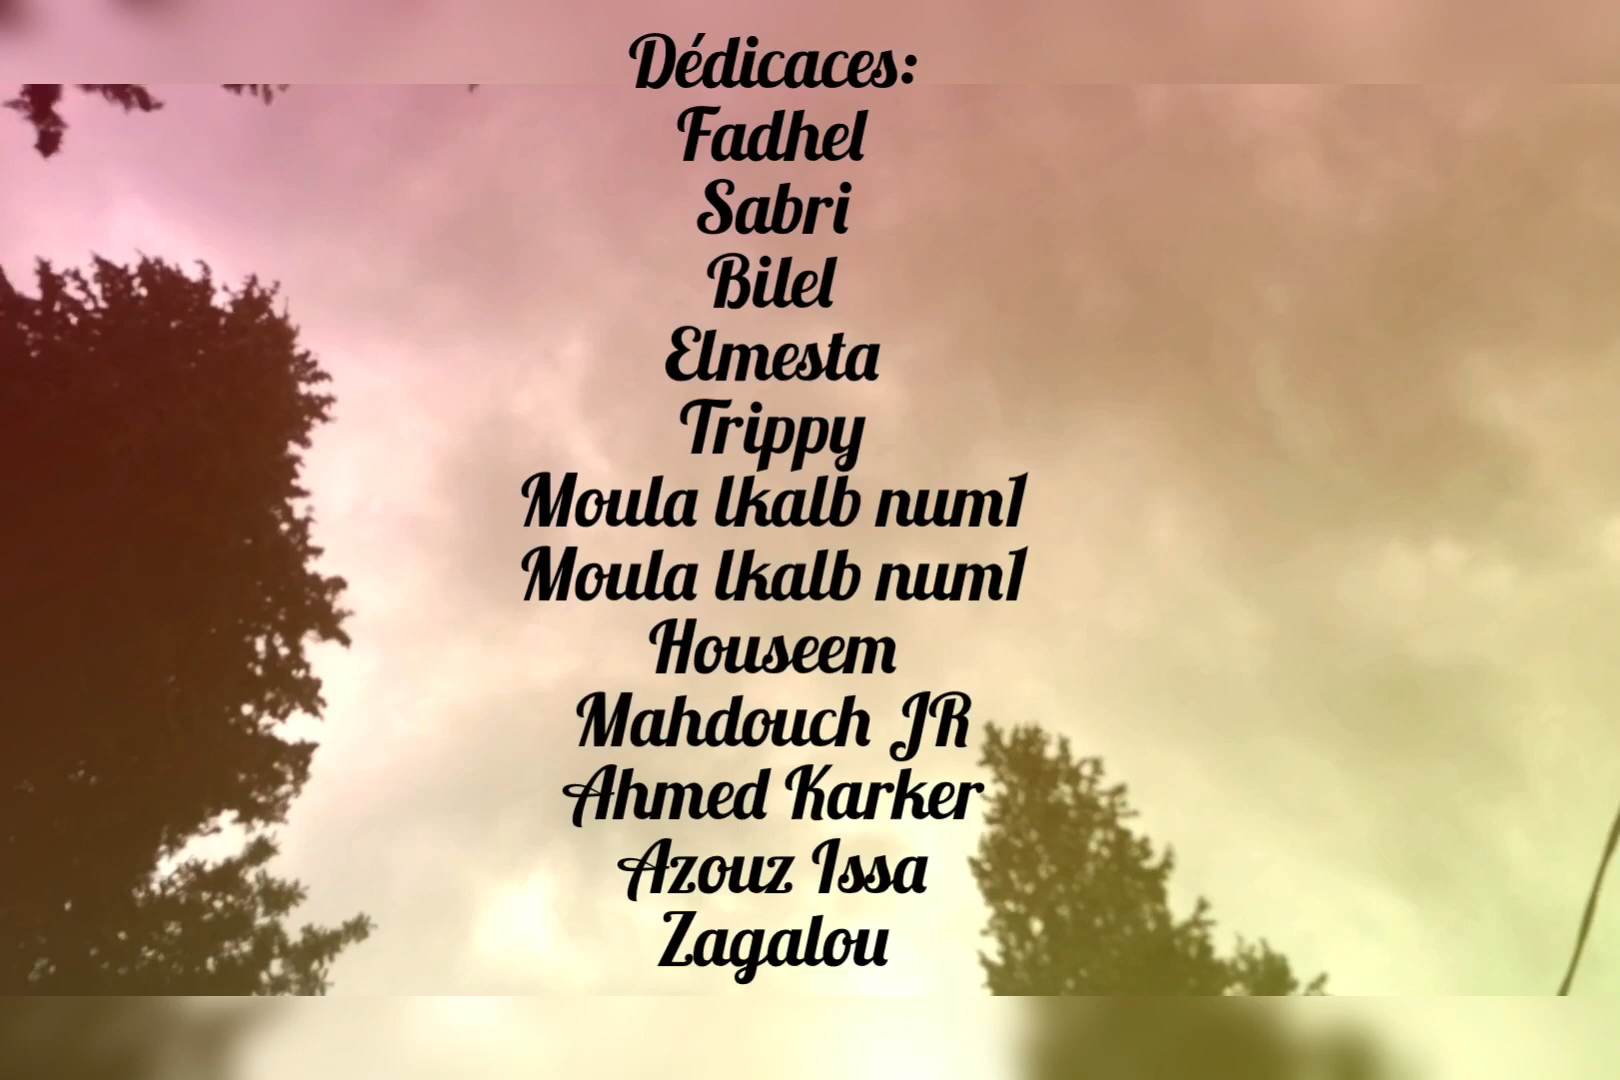 Dédicaces:
Fadhel
Sabri
Bilel
Elmesta
Trippy
Moula lkalb num1
Moula lkalb num1
Houseem
Mahdouch JR
Ahmed Karker
Azouz Issa
Zagalou